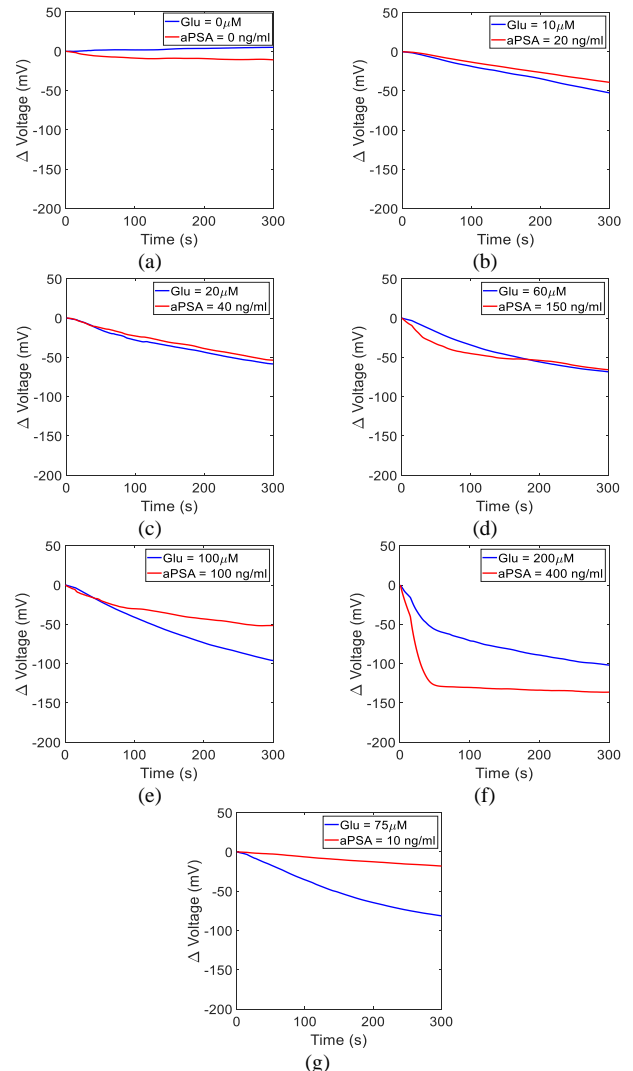 50
0
-50
-100
-150
-200
Δ Voltage (mV)
0 100 200 300
Time (s)
Glu = 0μM
aPSA = 0 ng/ml
(a)
50
0
-50
-100
-150
-200
Δ Voltage (mV)
0 100 200 300
Time (s)
Glu = 10μM
aPSA = 20 ng/ml
(b)
50
0
-50
-100
-150
-200
Δ Voltage (mV)
0 100 200 300
Time (s)
Glu = 20μM
aPSA = 40 ng/ml
(c)
50
0
-50
-100
-150
-200
Δ Voltage (mV)
0 100 200 300
Time (s)
Glu = 60μM
aPSA = 150 ng/ml
(d)
50
0
-50
-100
-150
-200
Δ Voltage (mV)
0 100 200 300
Time (s)
Glu = 100μM
aPSA = 100 ng/ml
(e)
50
0
-50
-100
-150
-200
Δ Voltage (mV)
0 100 200 300
Time (s)
Glu = 200μM
aPSA = 400 ng/ml
(f)
50
0
-50
-100
-150
-200
Δ Voltage (mV)
0 100 200 300
Time (s)
Glu = 75μM
aPSA = 10 ng/ml
(g)